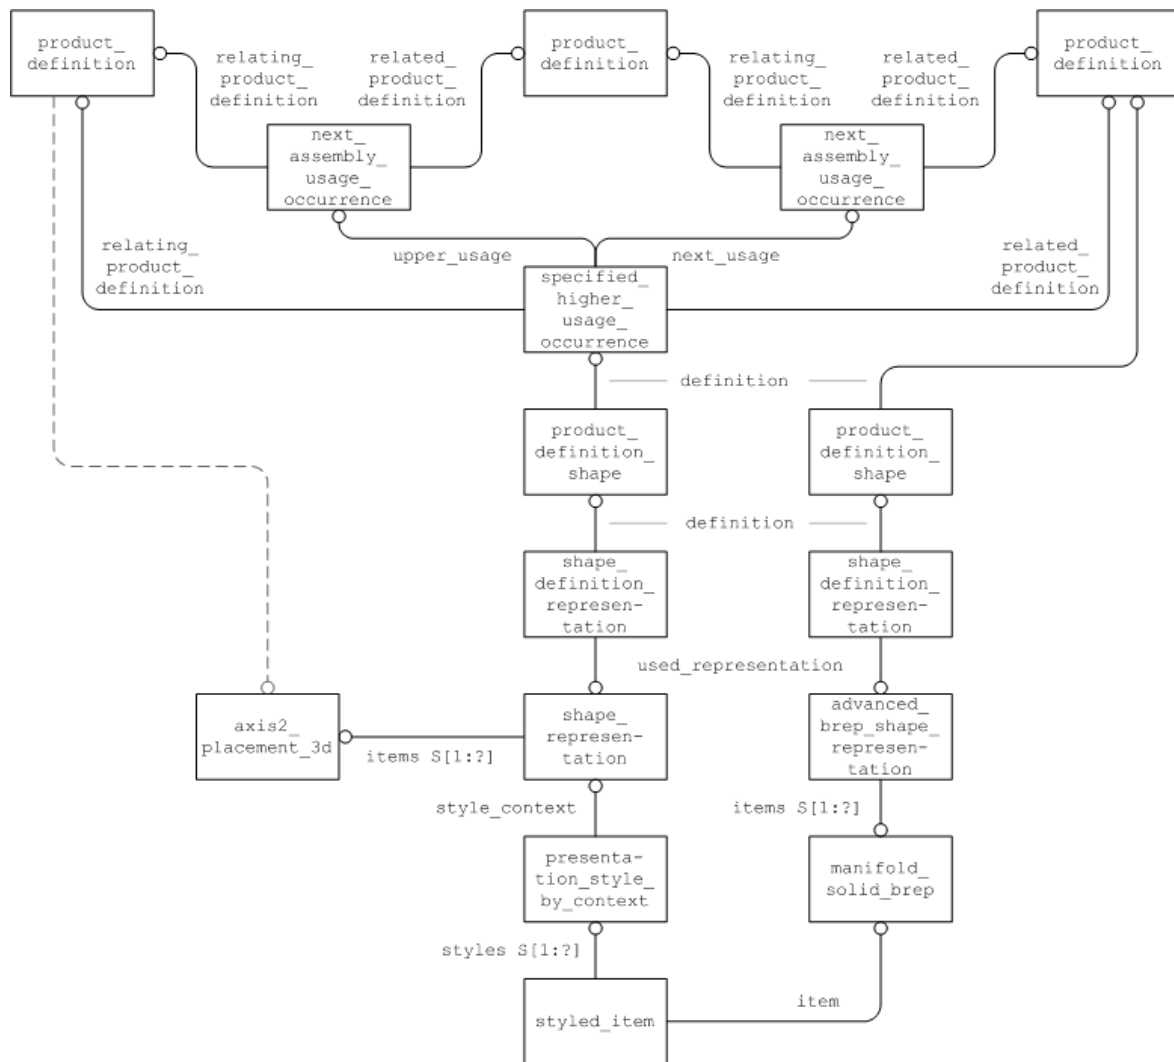 product_
definition
relating_
product_
definition
related_
product_
definition
product_
definition
relating_
product_
definition
related_
product_
definition
product_
definition
next_
assembly_
usage_
occurrence
next_
assembly_
usage_
occurrence
relating_
product_
definition
upper_usage
next_usage
related_
product_
definition
specified_
higher_
usage_
occurrence
definition
product_
definition_
shape
product_
definition_
shape
definition
shape_
definition_
represen-
tation
shape_
definition_
represen-
tation
used_representation
axis2_
placement_3d
items S[1:?]
shape_
represen-
tation
advanced_
brep_shape_
represen-
tation
style_context
items S[1:?]
presenta-
tion_style_
by_context
manifold_
solid_brep
styles S[1:?]
styled_item
item